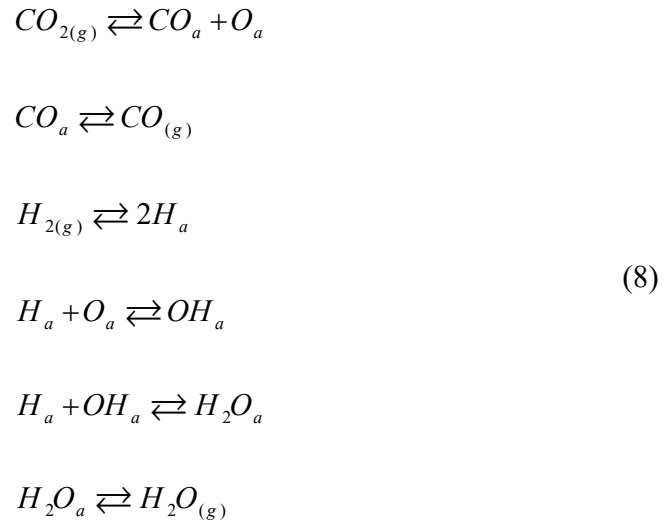 CO₂₍g₎ ⇄ COₐ + Oₐ
COₐ ⇄ CO₍g₎
H₂₍g₎ ⇄ 2Hₐ
(8)
Hₐ + Oₐ ⇄ OHₐ
Hₐ + OHₐ ⇄ H₂Oₐ
H₂Oₐ ⇄ H₂O₍g₎